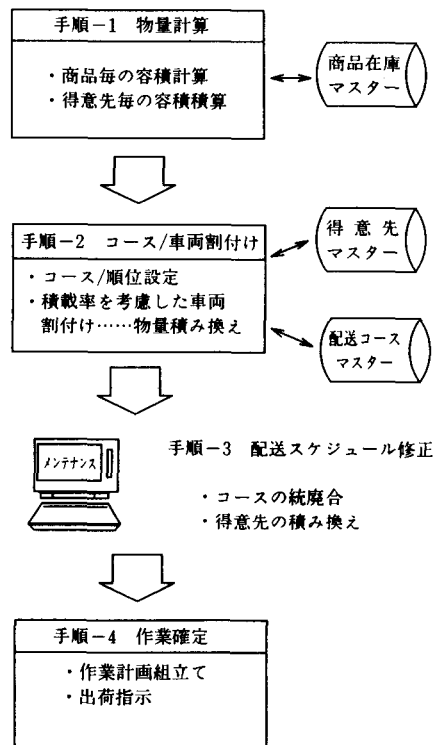 手順－1　物量計算
・商品毎の容積計算
・得意先毎の容積積算
商品在庫
マスター
手順－2　コース/車両割付け
・コース/順位設定
・積載率を考慮した車両
割付け……物量積み換え
得意先
マスター
配送コース
マスター
メンテナンス
手順－3　配送スケジュール修正
・コースの統廃合
・得意先の積み換え
手順－4　作業確定
・作業計画組立て
・出荷指示